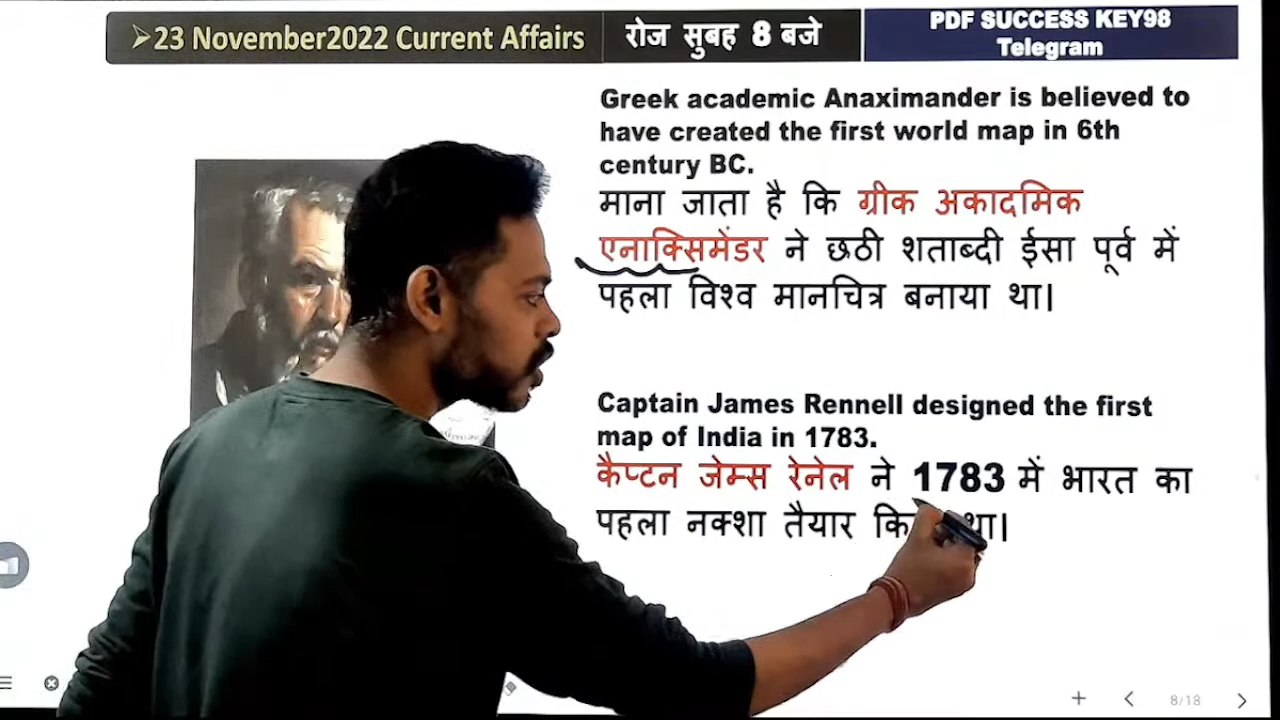 ➢23 November2022 Current Affairs
रोज सुबह 8 बजे
PDF SUCCESS KEY98
Telegram
Greek academic Anaximander is believed to
have created the first world map in 6th
century BC.
माना जाता है कि ग्रीक अकादमिक
एनाक्सिमेंडर ने छठी शताब्दी ईसा पूर्व में
पहला विश्व मानचित्र बनाया था।
Captain James Rennell designed the first
map of India in 1783.
कैप्टन जेम्स रेनेल ने 1783 में भारत का
पहला नक्शा तैयार कि था।
8/18